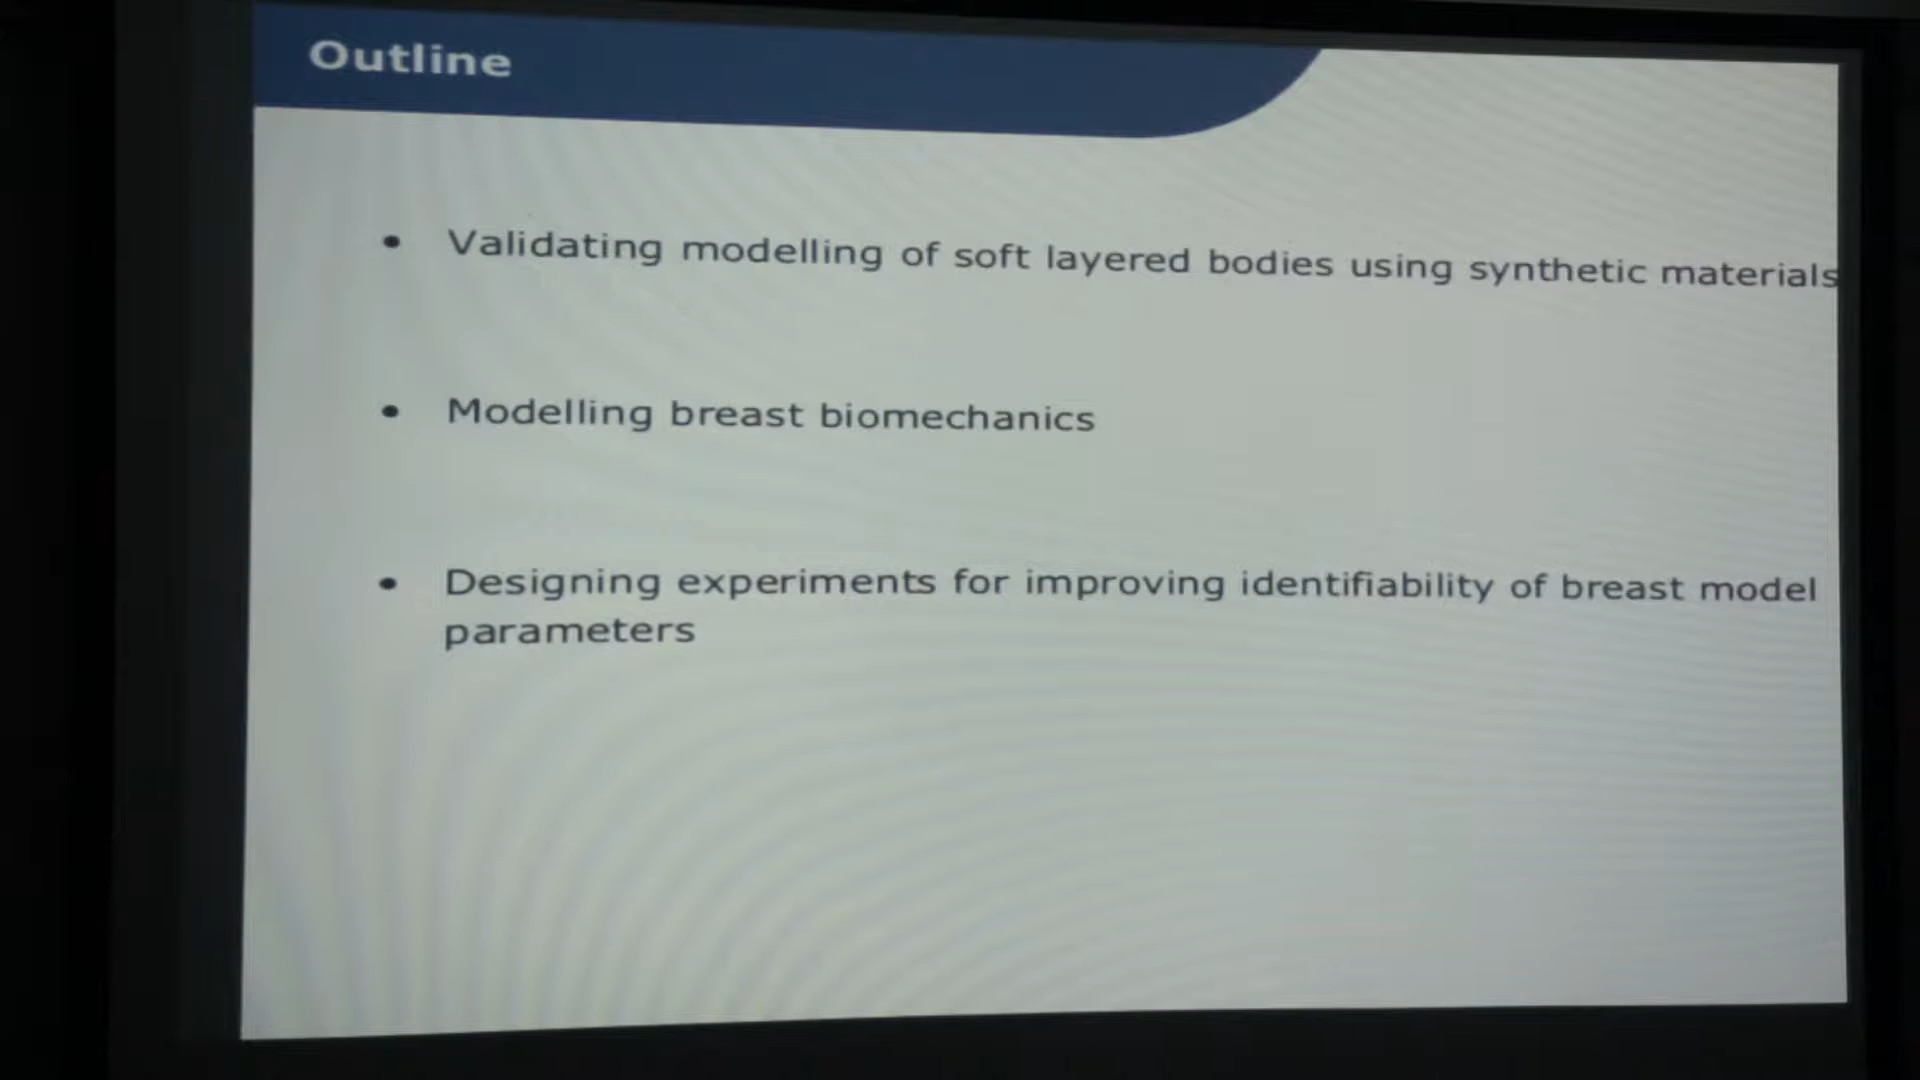 Outline
• Validating modelling of soft layered bodies using synthetic materials
• Modelling breast biomechanics
• Designing experiments for improving identifiability of breast model
parameters